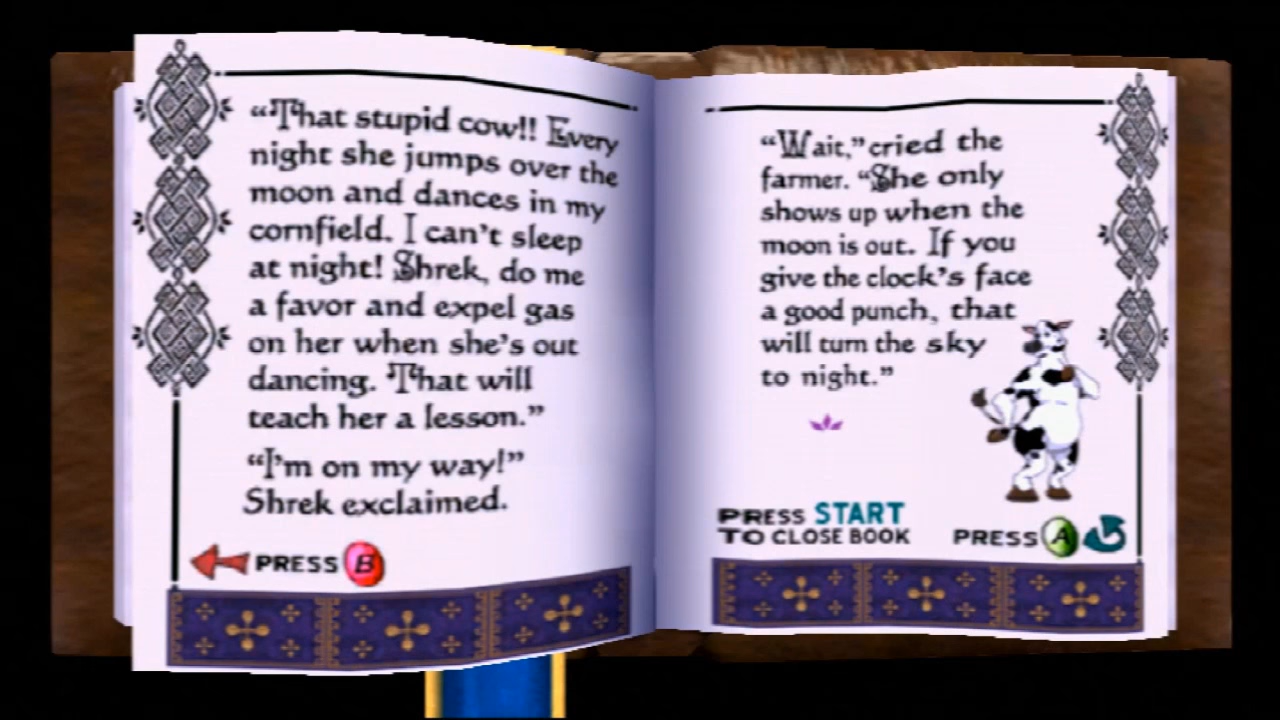 “That stupid cow!! Every
night she jumps over the
moon and dances in my
cornfield. I can’t sleep
at night! Shrek, do me
a favor and expel gas
on her when she’s out
dancing. That will
teach her a lesson.”
“I’m on my way!”
Shrek exclaimed.
PRESS B
“Wait,” cried the
farmer. “She only
shows up when the
moon is out. If you
give the clock’s face
a good punch, that
will turn the sky
to night.”
PRESS START
TO CLOSE BOOK
PRESS A